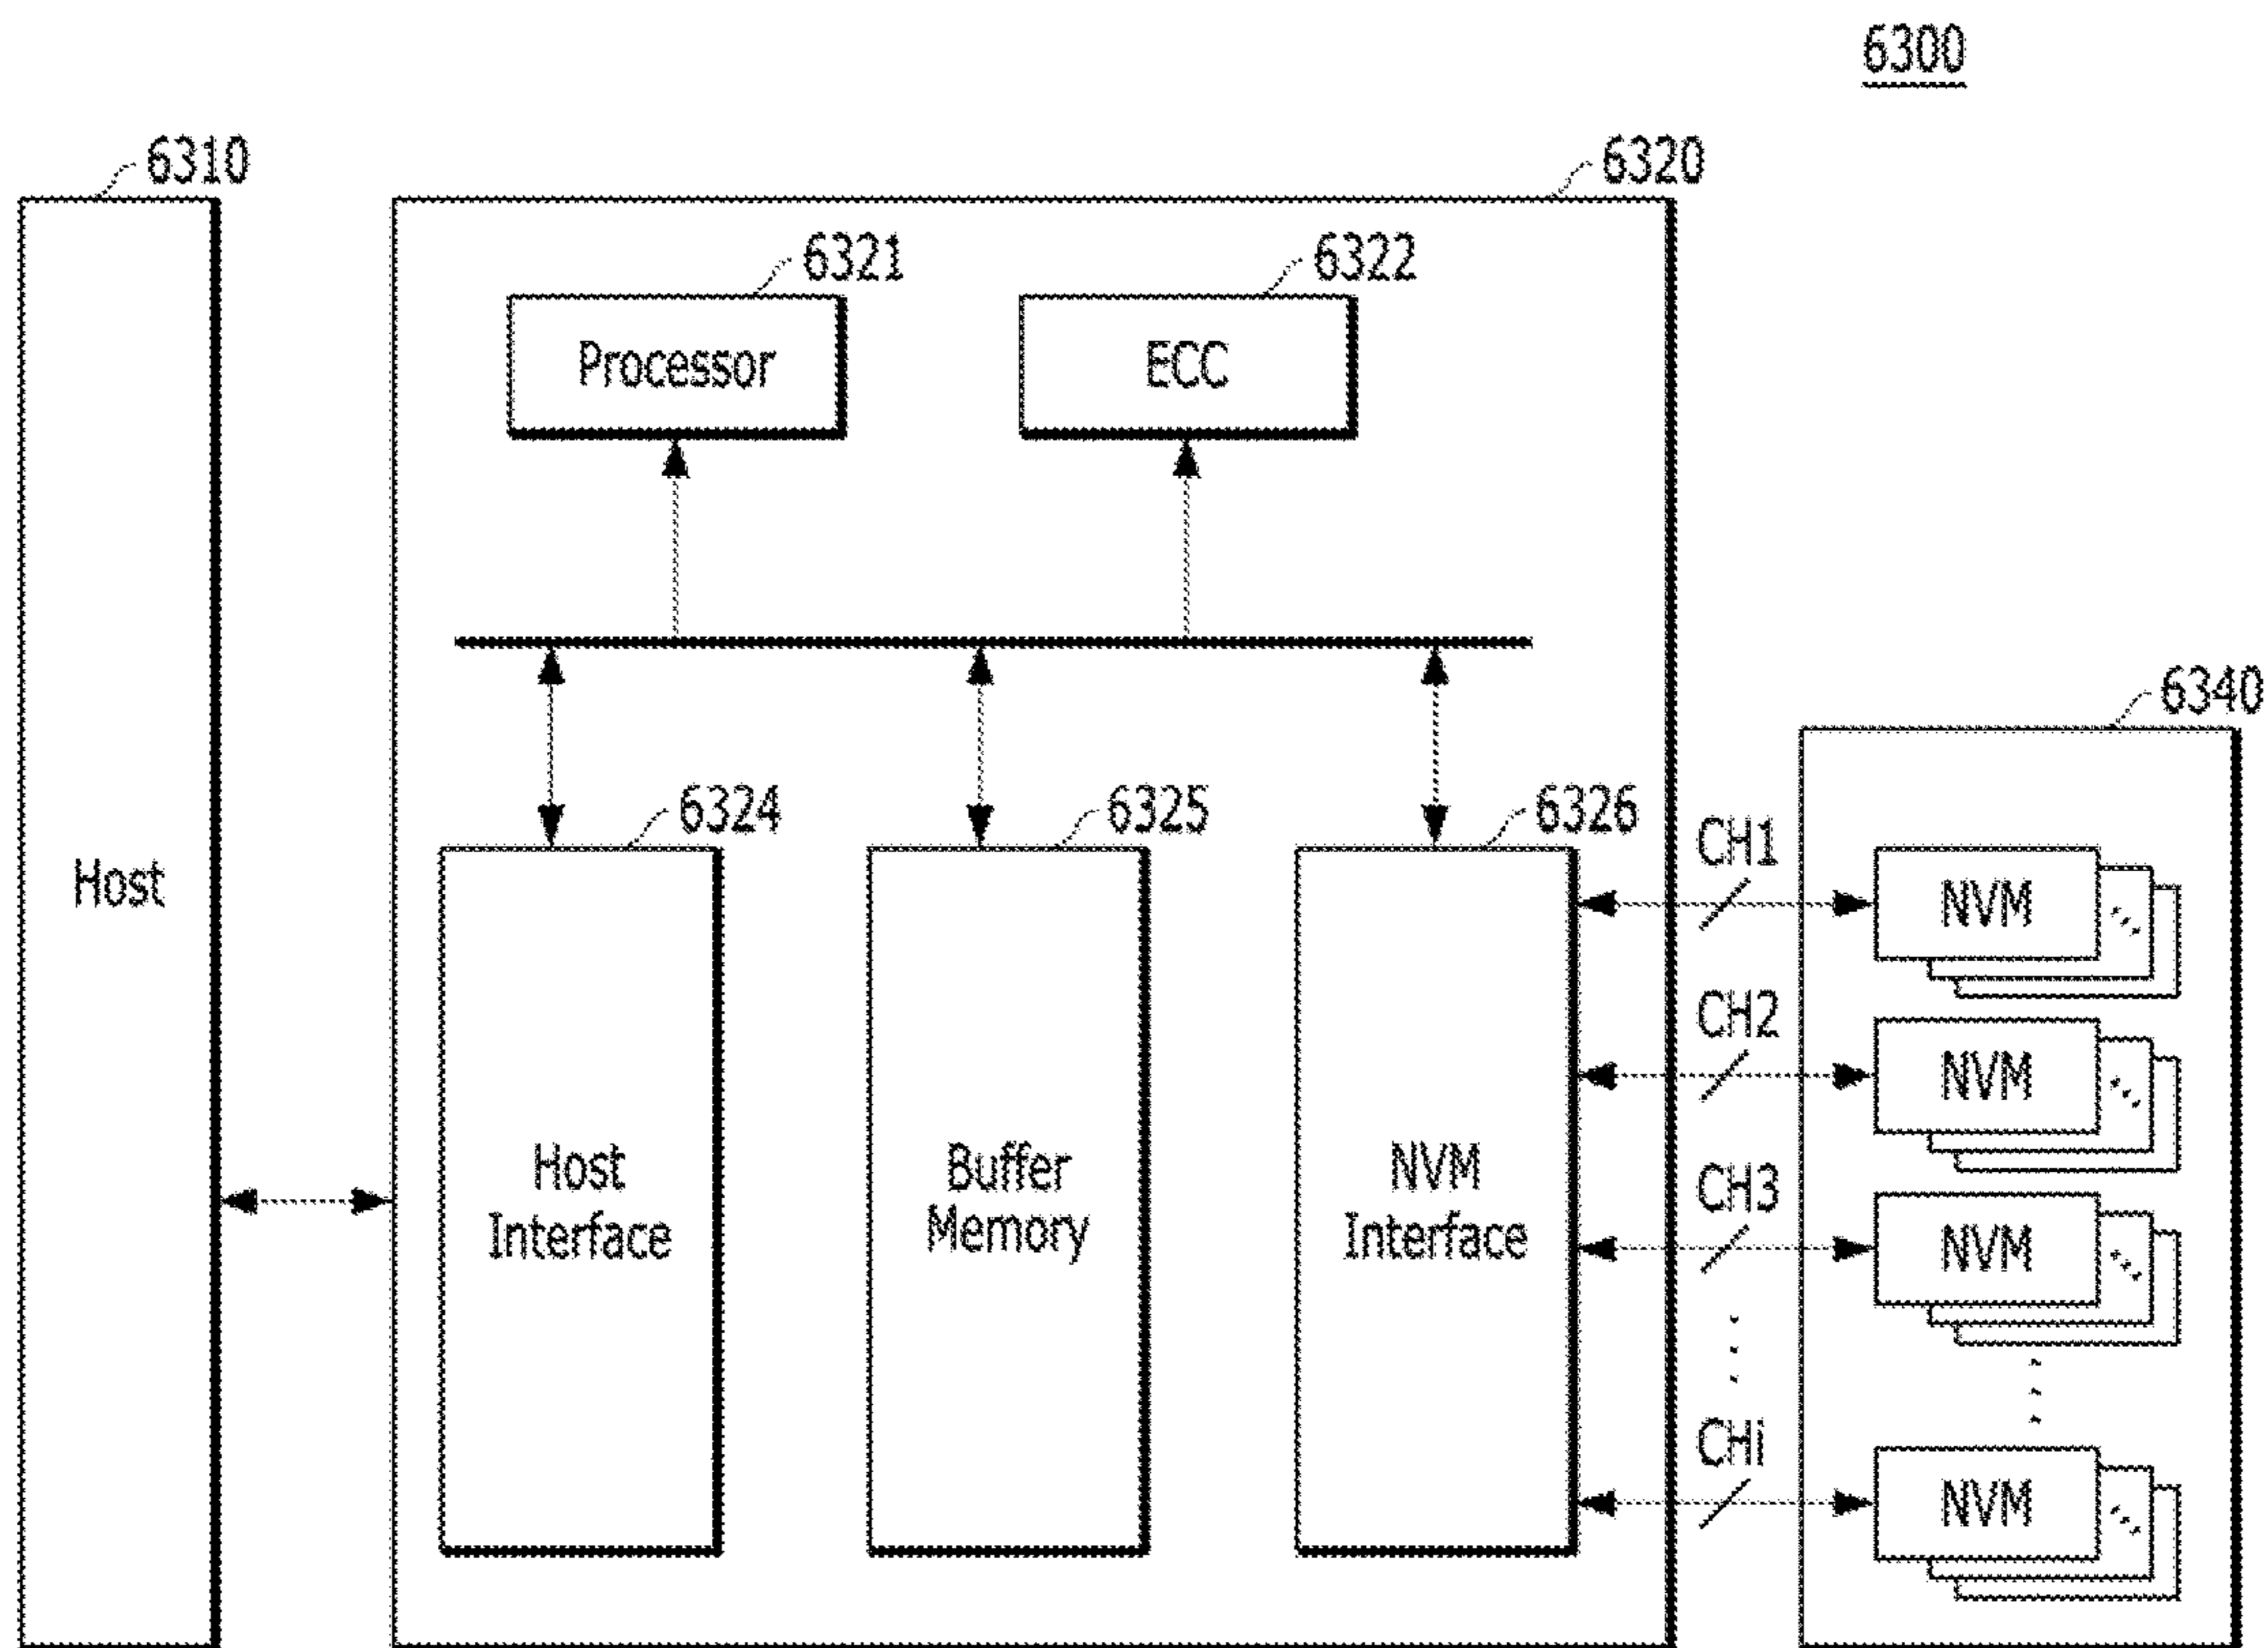 6300
6310
6320
6321
6322
Processor
ECC
6340
6324
6325
6326
CH1
Host
NVM
CH2
NVM
Host
Interface
Buffer
Memory
NVM
Interface
CH3
NVM
CHi
NVM